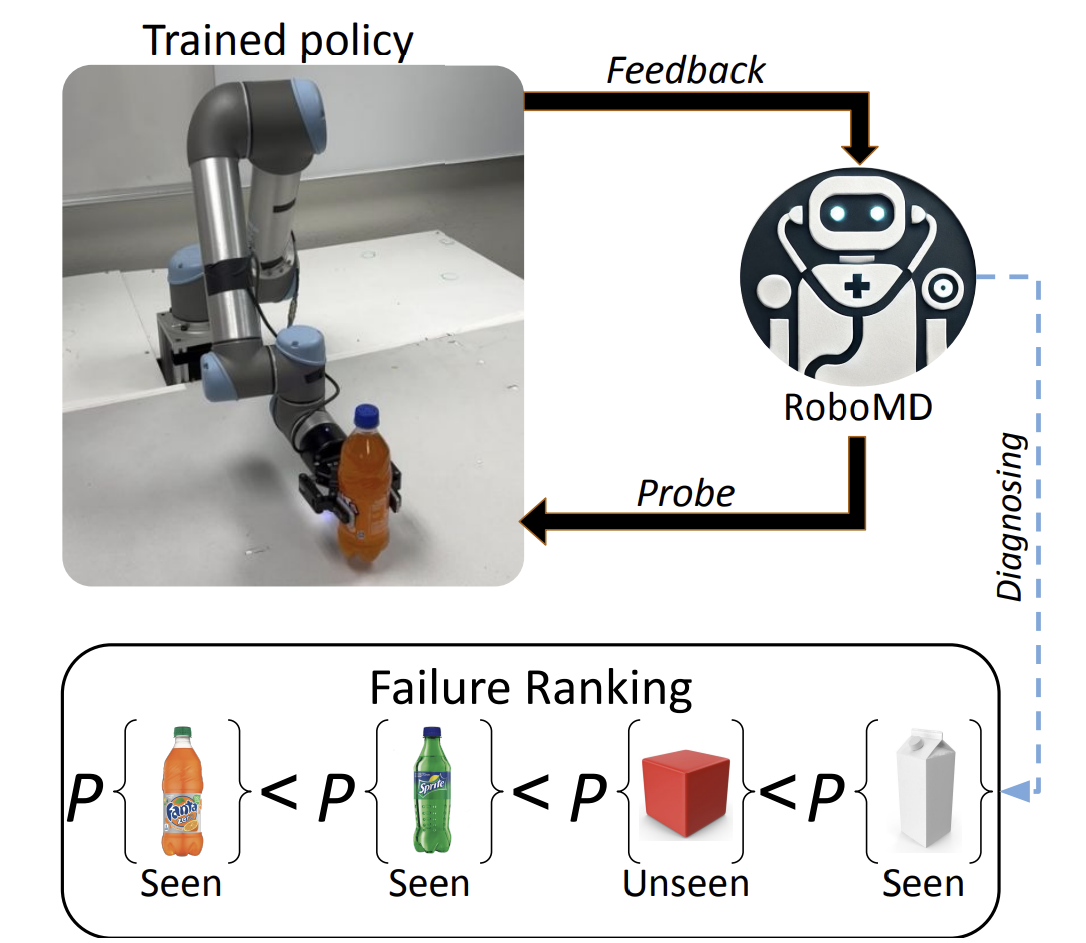 Trained policy
Feedback
RoboMD
Probe
Diagnosing
Failure Ranking
P { Fanta } < P { Sprite } < P { } < P { }
Seen Seen Unseen Seen